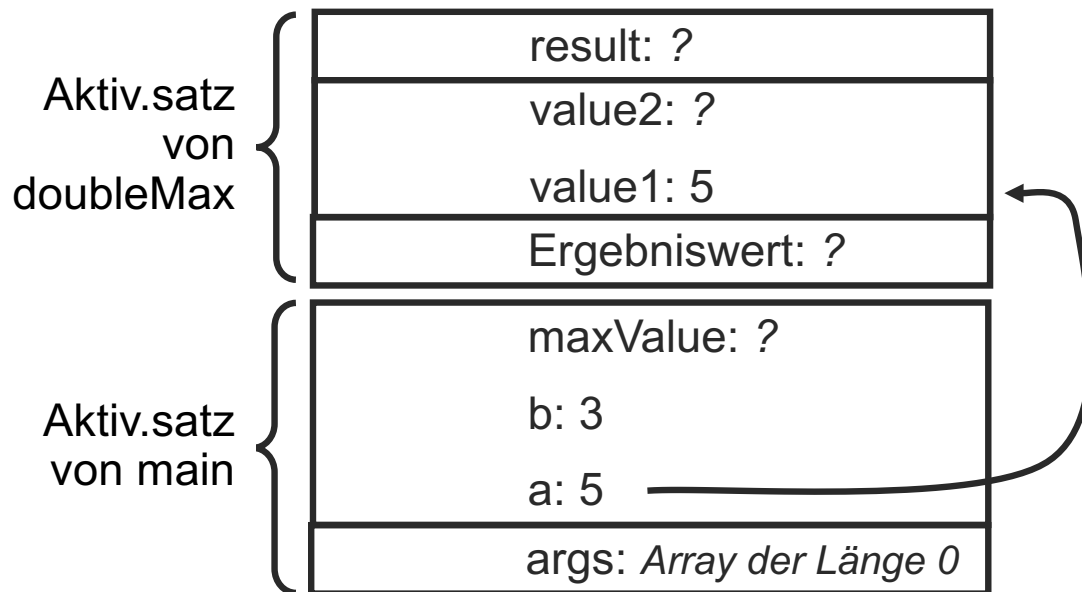 result: ?
Aktiv.satz
von
doubleMax
value2: ?
value1: 5
Ergebniswert: ?
maxValue: ?
Aktiv.satz
von main
b: 3
a: 5
args: Array der Länge 0